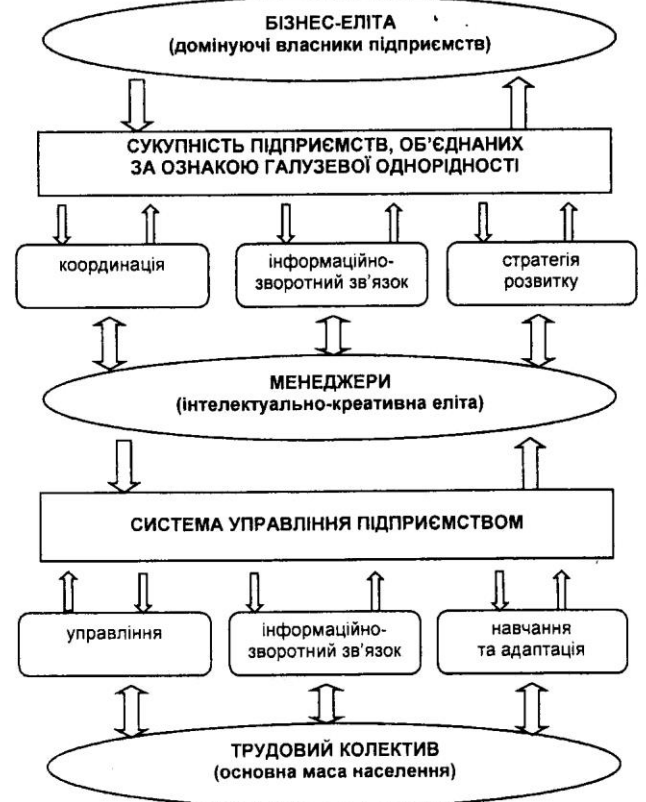 БІЗНЕС-ЕЛІТА
(домінуючі власники підприємств)
СУКУПНІСТЬ ПІДПРИЄМСТВ, ОБ’ЄДНАНИХ
ЗА ОЗНАКОЮ ГАЛУЗЕВОЇ ОДНОРІДНОСТІ
координація
інформаційно-
зворотний зв’язок
стратегія
розвитку
МЕНЕДЖЕРИ
(інтелектуально-креативна еліта)
СИСТЕМА УПРАВЛІННЯ ПІДПРИЄМСТВОМ
управління
інформаційно-
зворотний зв’язок
навчання
та адаптація
ТРУДОВИЙ КОЛЕКТИВ
(основна маса населення)